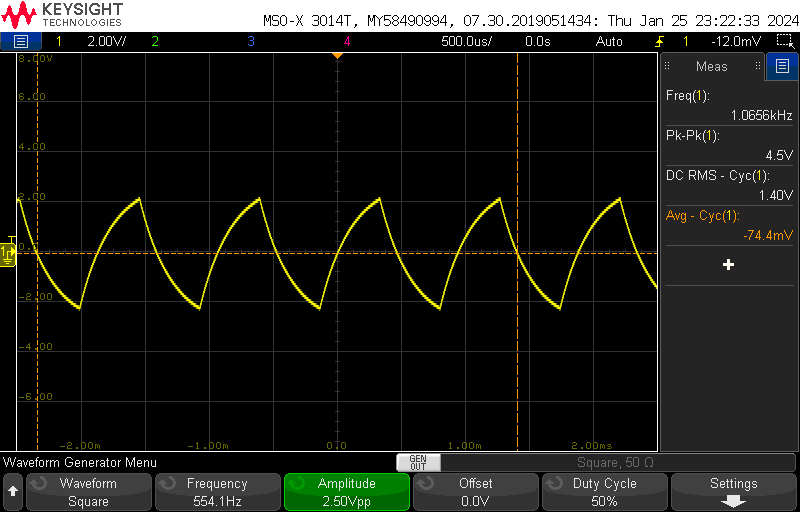 KEYSIGHT
TECHNOLOGIES
MSO-X 3014T, MY58490994, 07.30.2019051434: Thu Jan 25 23:22:33 2024
1 2.00V/ 2 3 4 500.0us/ 0.0s Auto 1 -12.0mV
8.00V
6.00
4.00
2.00
0.0
-2.00
-4.00
-6.00
-2.00m -1.00m 0.0 1.00m 2.00ms
T
1
Meas
Freq(1):
1.0656kHz
Pk-Pk(1):
4.5V
DC RMS - Cyc(1):
1.40V
Avg - Cyc(1):
-74.4mV
Waveform Generator Menu
GEN
OUT
Square, 50 Ω
Waveform
Square
Frequency
554.1Hz
Amplitude
2.50Vpp
Offset
0.0V
Duty Cycle
50%
Settings